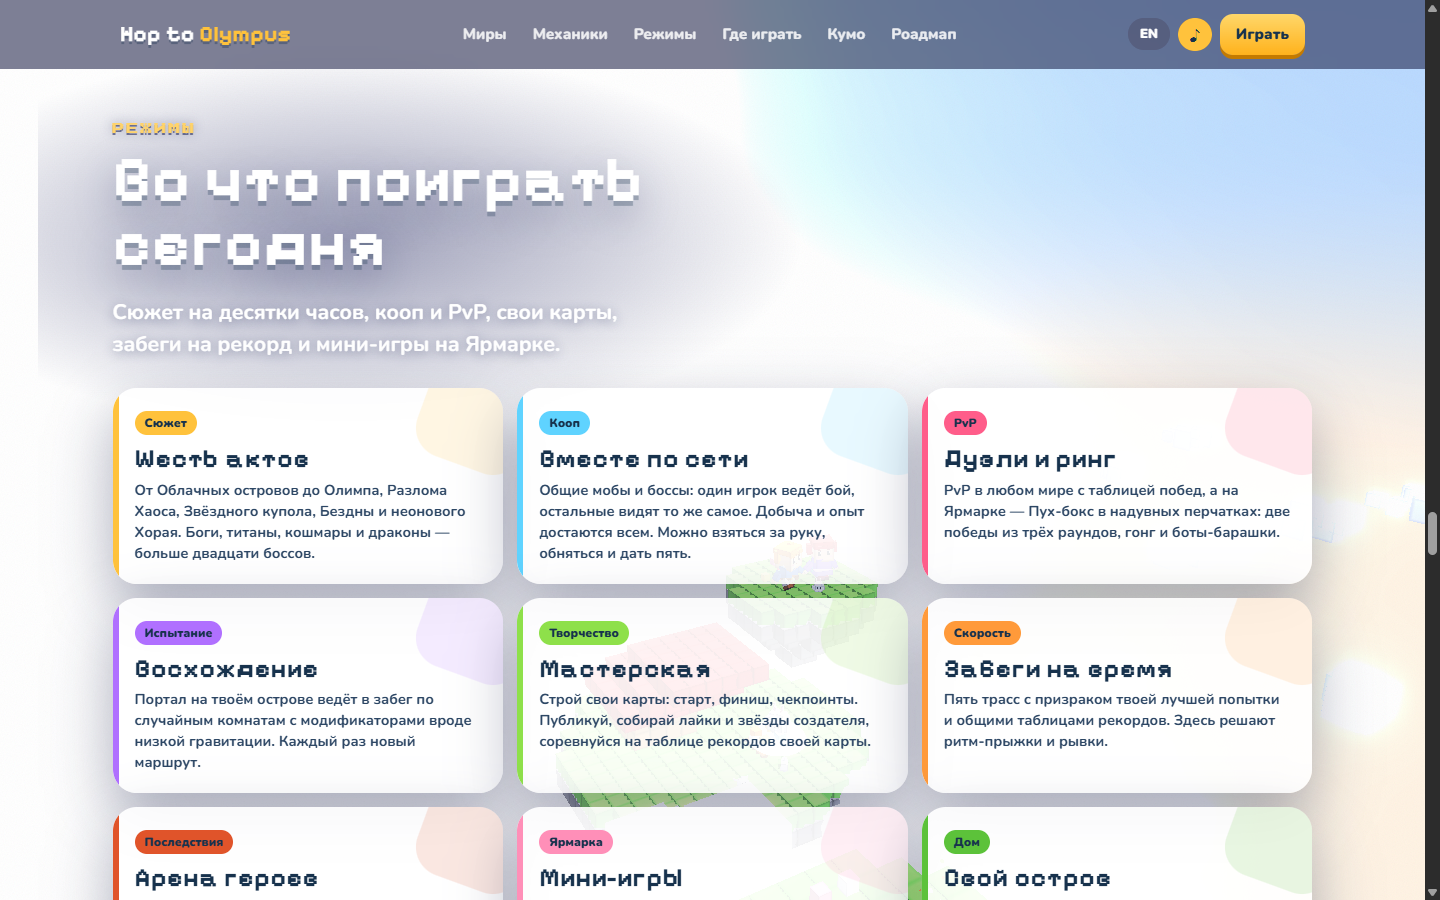 Hop to Olympus
Миры Механики Режимы Где играть Кумо Роадмап
EN
Играть
РЕЖИМЫ
Во что поиграть
сегодня
Сюжет на десятки часов, кооп и PvP, свои карты,
забеги на рекорд и мини-игры на Ярмарке.
Сюжет
Шесть актов
От Облачных островов до Олимпа, Разлома
Хаоса, Звёздного купола, Бездны и неонового
Хорая. Боги, титаны, кошмары и драконы —
больше двадцати боссов.
Кооп
Вместе по сети
Общие мобы и боссы: один игрок ведёт бой,
остальные видят то же самое. Добыча и опыт
достаются всем. Можно взяться за руку,
обняться и дать пять.
PvP
Дуэли и ринг
PvP в любом мире с таблицей побед, а на
Ярмарке — Пух-бокс в надувных перчатках: две
победы из трёх раундов, гонг и боты-барашки.
Испытание
Восхождение
Портал на твоём острове ведёт в забег по
случайным комнатам с модификаторами вроде
низкой гравитации. Каждый раз новый
маршрут.
Творчество
Мастерская
Строй свои карты: старт, финиш, чекпоинты.
Публикуй, собирай лайки и звёзды создателя,
соревнуйся на таблице рекордов своей карты.
Скорость
Забеги на время
Пять трасс с призраком твоей лучшей попытки
и общими таблицами рекордов. Здесь решают
ритм-прыжки и рывки.
Последствия
Арена героев
Ярмарка
Мини-игры
Дом
Свой остров